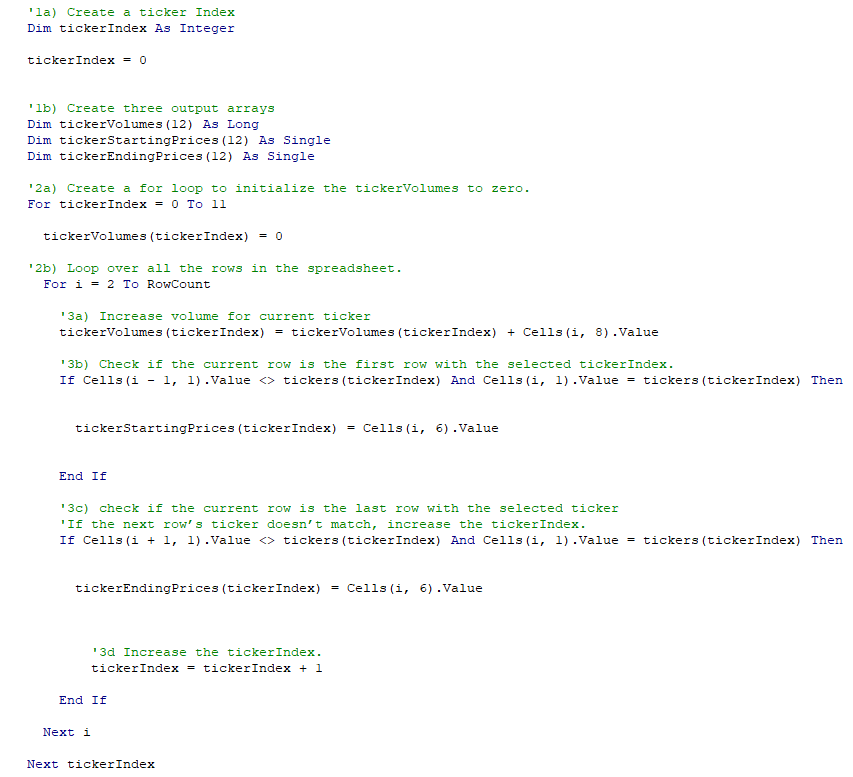 '1a) Create a ticker Index
Dim tickerIndex As Integer
tickerIndex = 0
'1b) Create three output arrays
Dim tickerVolumes(12) As Long
Dim tickerStartingPrices(12) As Single
Dim tickerEndingPrices(12) As Single
'2a) Create a for loop to initialize the tickerVolumes to zero.
For tickerIndex = 0 To 11
tickerVolumes(tickerIndex) = 0
'2b) Loop over all the rows in the spreadsheet.
For i = 2 To RowCount
'3a) Increase volume for current ticker
tickerVolumes(tickerIndex) = tickerVolumes(tickerIndex) + Cells(i, 8).Value
'3b) Check if the current row is the first row with the selected tickerIndex.
If Cells(i - 1, 1).Value <> tickers(tickerIndex) And Cells(i, 1).Value = tickers(tickerIndex) Then
tickerStartingPrices(tickerIndex) = Cells(i, 6).Value
End If
'3c) check if the current row is the last row with the selected ticker
'If the next row’s ticker doesn’t match, increase the tickerIndex.
If Cells(i + 1, 1).Value <> tickers(tickerIndex) And Cells(i, 1).Value = tickers(tickerIndex) Then
tickerEndingPrices(tickerIndex) = Cells(i, 6).Value
'3d Increase the tickerIndex.
tickerIndex = tickerIndex + 1
End If
Next i
Next tickerIndex